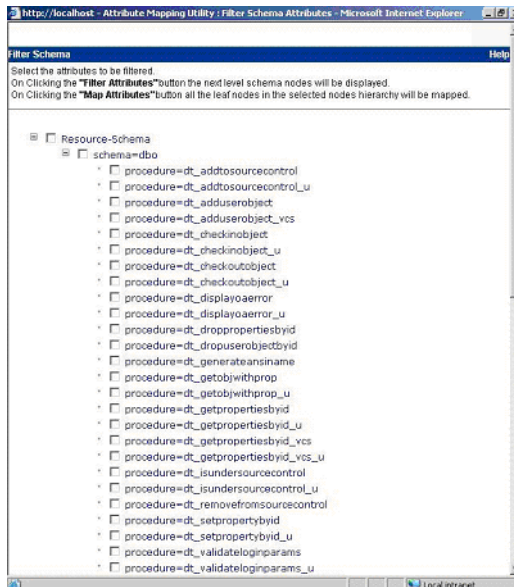 http://localhost - Attribute Mapping Utility : Filter Schema Attributes - Microsoft Internet Explorer
Filter Schema Help
Select the attributes to be filtered.
On Clicking the "Filter Attributes"button the next level schema nodes will be displayed.
On Clicking the "Map Attributes"button all the leaf nodes in the selected nodes hierarchy will be mapped.
Resource-Schema
schema=dbo
procedure=dt_addtosourcecontrol
procedure=dt_addtosourcecontrol_u
procedure=dt_adduserobject
procedure=dt_adduserobject_vcs
procedure=dt_checkinobject
procedure=dt_checkinobject_u
procedure=dt_checkoutobject
procedure=dt_checkoutobject_u
procedure=dt_displayoaerror
procedure=dt_displayoaerror_u
procedure=dt_droppropertiesbyid
procedure=dt_dropuserobjectbyid
procedure=dt_generateansiname
procedure=dt_getobjwithprop
procedure=dt_getobjwithprop_u
procedure=dt_getpropertiesbyid
procedure=dt_getpropertiesbyid_u
procedure=dt_getpropertiesbyid_vcs
procedure=dt_getpropertiesbyid_vcs_u
procedure=dt_isundersourcecontrol
procedure=dt_isundersourcecontrol_u
procedure=dt_removefromsourcecontrol
procedure=dt_setpropertybyid
procedure=dt_setpropertybyid_u
procedure=dt_validateloginparams
procedure=dt_validateloginparams_u
Local intranet